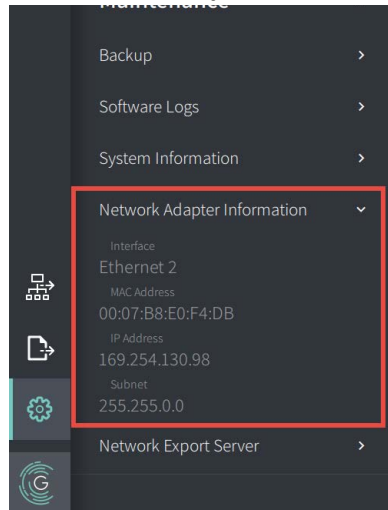 Maintenance
Backup
Software Logs
System Information
Network Adapter Information
Interface
Ethernet 2
MAC Address
00:07:B8:E0:F4:DB
IP Address
169.254.130.98
Subnet
255.255.0.0
Network Export Server
G